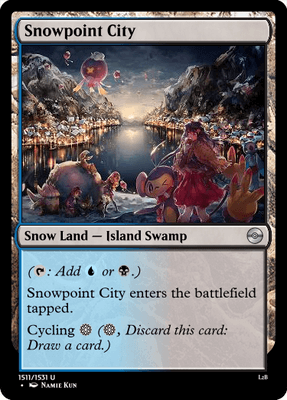 Snowpoint City
Snow Land — Island Swamp
(: Add or .)
Snowpoint City enters the battlefield
tapped.
Cycling (, Discard this card:
Draw a card.)
1511/1531 U
LzB
• Namie Kun